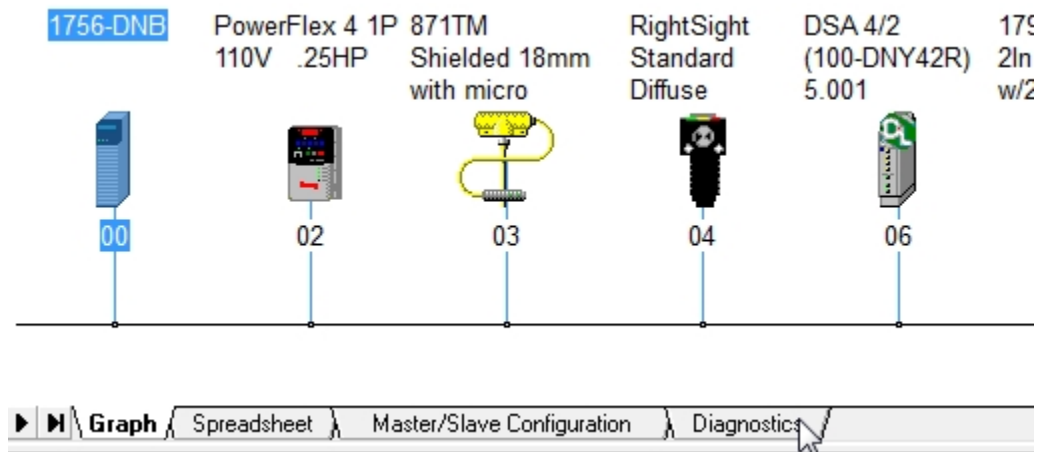 1756-DNB
PowerFlex 4 1P
110V .25HP
871TM
Shielded 18mm
with micro
RightSight
Standard
Diffuse
DSA 4/2
(100-DNY42R)
5.001
00
02
03
04
06
Graph
Spreadsheet
Master/Slave Configuration
Diagnostics